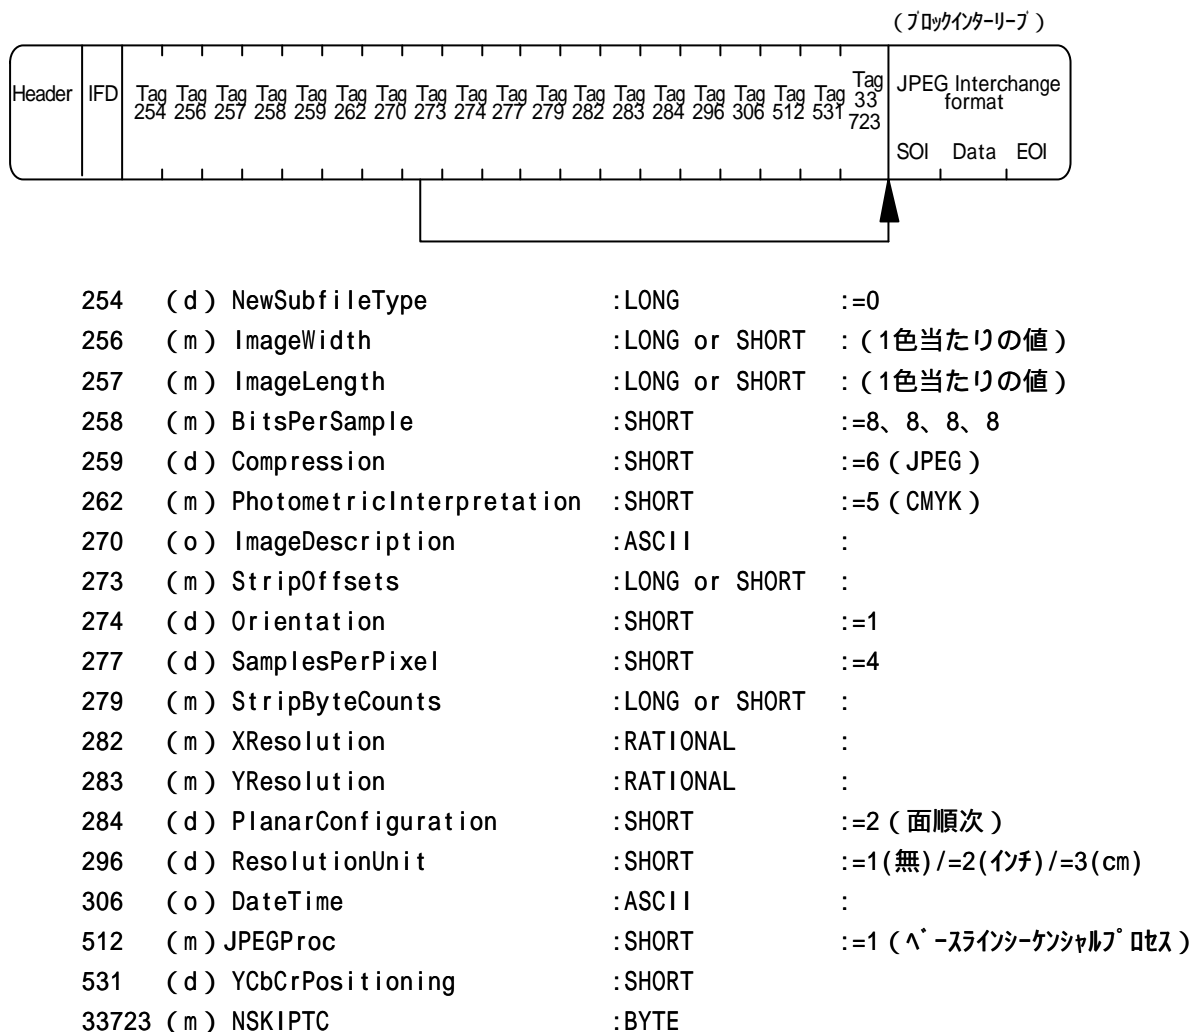 （ﾌﾞﾛｯｸｲﾝﾀｰﾘｰﾌﾞ）
Header IFD Tag 254 Tag 256 Tag 257 Tag 258 Tag 259 Tag 262 Tag 270 Tag 273 Tag 274 Tag 277 Tag 279 Tag 282 Tag 283 Tag 284 Tag 296 Tag 306 Tag 512 Tag 531 Tag 33 723
JPEG Interchange
format
SOI Data EOI
254 (d) NewSubfileType :LONG :=0
256 (m) ImageWidth :LONG or SHORT :（1色当たりの値）
257 (m) ImageLength :LONG or SHORT :（1色当たりの値）
258 (m) BitsPerSample :SHORT :=8、8、8、8
259 (d) Compression :SHORT :=6（JPEG）
262 (m) PhotometricInterpretation :SHORT :=5（CMYK）
270 (o) ImageDescription :ASCII :
273 (m) StripOffsets :LONG or SHORT :
274 (d) Orientation :SHORT :=1
277 (d) SamplesPerPixel :SHORT :=4
279 (m) StripByteCounts :LONG or SHORT :
282 (m) XResolution :RATIONAL :
283 (m) YResolution :RATIONAL :
284 (d) PlanarConfiguration :SHORT :=2（面順次）
296 (d) ResolutionUnit :SHORT :=1(無)/=2(ｲﾝﾁ)/=3(cm)
306 (o) DateTime :ASCII :
512 (m) JPEGProc :SHORT :=1（ﾍﾞｰｽﾗｲﾝｼｰｹﾝｼｬﾙﾌﾟﾛｾｽ）
531 (d) YCbCrPositioning :SHORT
33723 (m) NSKIPTC :BYTE